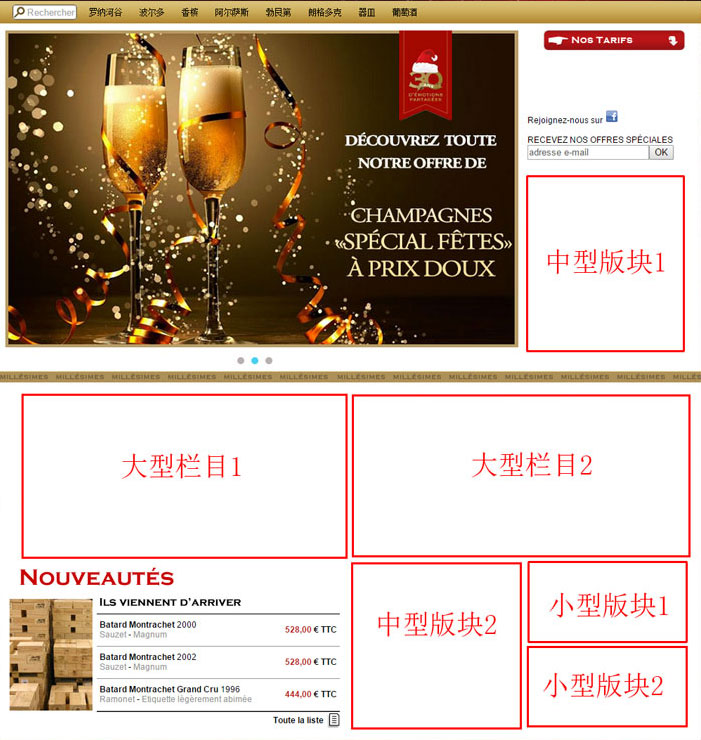 Rechercher 罗纳河谷 波尔多 香槟 阿尔萨斯 勃艮第 朗格多克 器皿 葡萄酒
30
ANS
D'ÉMOTIONS
PARTAGÉES
DÉCOUVREZ TOUTE
NOTRE OFFRE DE
CHAMPAGNES
«SPÉCIAL FÊTES»
À PRIX DOUX
Nos Tarifs
Rejoignez-nous sur
RECEVEZ NOS OFFRES SPÉCIALES
adresse e-mail OK
中型版块1
MILLÉSIMES MILLÉSIMES MILLÉSIMES MILLÉSIMES MILLÉSIMES MILLÉSIMES MILLÉSIMES MILLÉSIMES MILLÉSIMES MILLÉSIMES MILLÉSIMES MILLÉSIMES MILLÉS
大型栏目1
大型栏目2
Nouveautés
Ils viennent d'arriver
Batard Montrachet 2000
Sauzet - Magnum
528,00 € TTC
Batard Montrachet 2002
Sauzet - Magnum
528,00 € TTC
Batard Montrachet Grand Cru 1996
Ramonet - Etiquette légèrement abimée
444,00 € TTC
Toute la liste
中型版块2
小型版块1
小型版块2